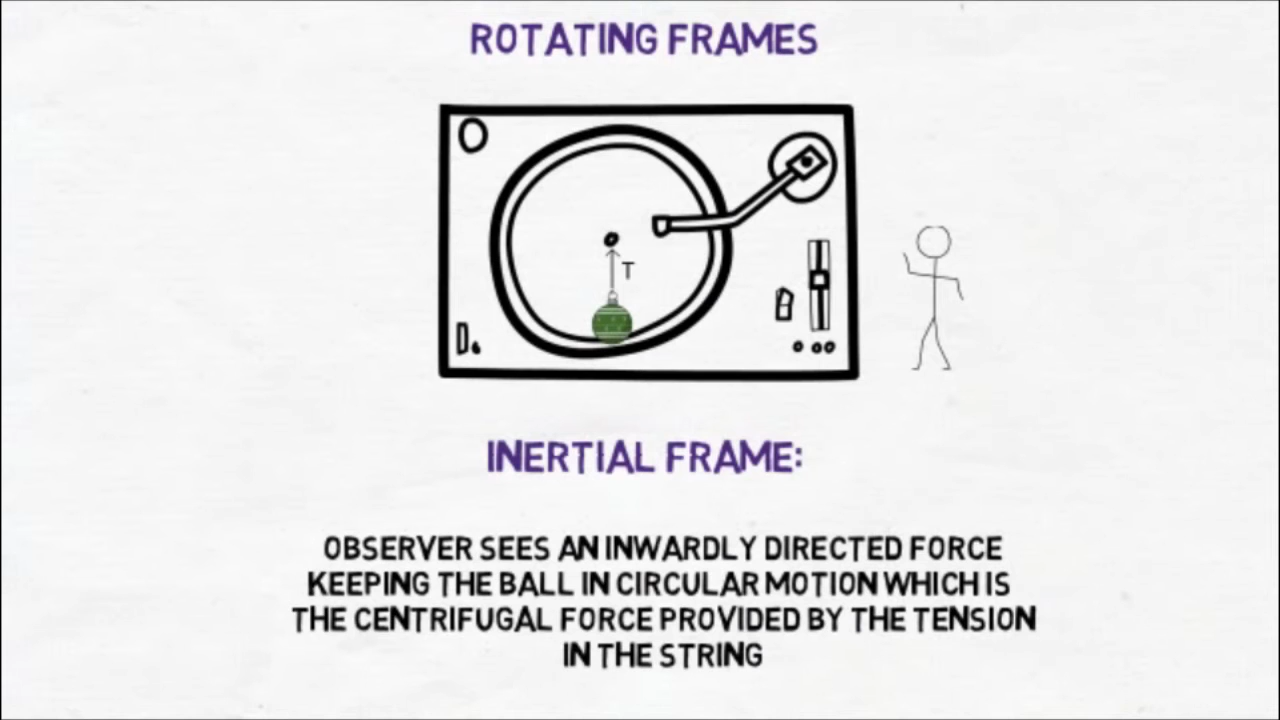 ROTATING FRAMES
T
INERTIAL FRAME:
OBSERVER SEES AN INWARDLY DIRECTED FORCE
KEEPING THE BALL IN CIRCULAR MOTION WHICH IS
THE CENTRIFUGAL FORCE PROVIDED BY THE TENSION
IN THE STRING